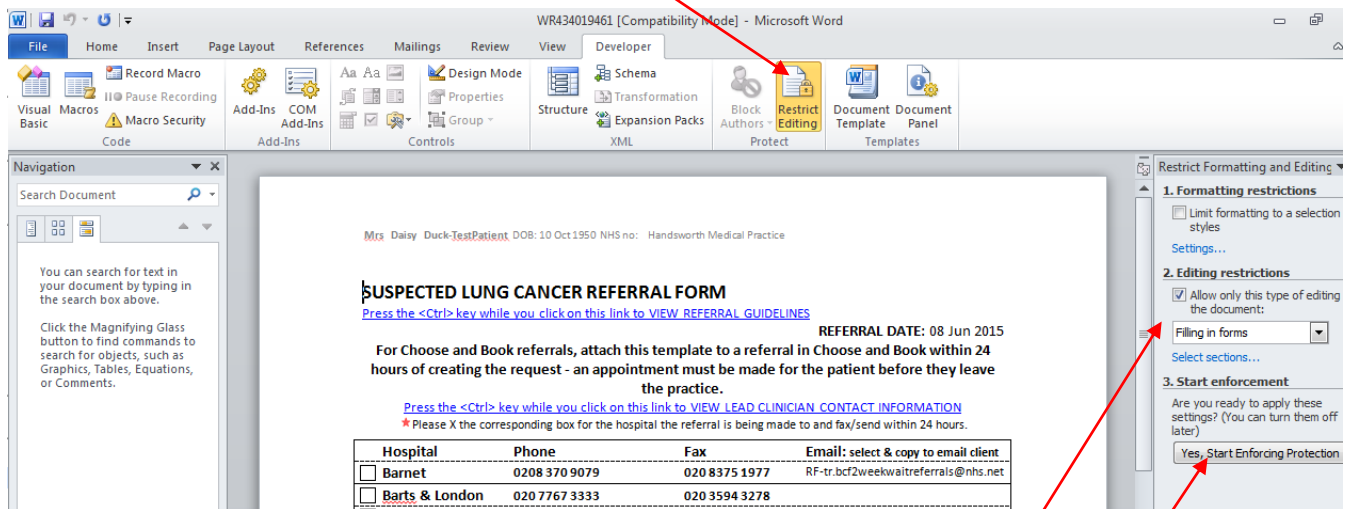 WR434019461 [Compatibility Mode] - Microsoft Word
File Home Insert Page Layout References Mailings Review View Developer
Visual Basic
Macros
Record Macro
Pause Recording
Macro Security
Code
Add-Ins
COM Add-Ins
Add-Ins
Aa Aa
Design Mode
Properties
Group
Controls
Structure
Schema
Transformation
Expansion Packs
XML
Block Authors
Restrict Editing
Protect
Document Template
Document Panel
Templates
Navigation
Search Document
You can search for text in
your document by typing in
the search box above.
Click the Magnifying Glass
button to find commands to
search for objects, such as
Graphics, Tables, Equations,
or Comments.
Mrs Daisy Duck-TestPatient DOB: 10 Oct 1950 NHS no: Handsworth Medical Practice
SUSPECTED LUNG CANCER REFERRAL FORM
Press the <Ctrl> key while you click on this link to VIEW REFERRAL GUIDELINES
REFERRAL DATE: 08 Jun 2015
For Choose and Book referrals, attach this template to a referral in Choose and Book within 24
hours of creating the request - an appointment must be made for the patient before they leave
the practice.
Press the <Ctrl> key while you click on this link to VIEW LEAD CLINICIAN CONTACT INFORMATION
Please X the corresponding box for the hospital the referral is being made to and fax/send within 24 hours.
Hospital Phone Fax Email: select & copy to email client
Barnet 0208 370 9079 020 8375 1977 RF-tr.bcf2weekwaitreferrals@nhs.net
Barts & London 020 7767 3333 020 3594 3278
Restrict Formatting and Editing
1. Formatting restrictions
Limit formatting to a selection
styles
Settings...
2. Editing restrictions
Allow only this type of editing
the document:
Filling in forms
Select sections...
3. Start enforcement
Are you ready to apply these
settings? (You can turn them off
later)
Yes, Start Enforcing Protection